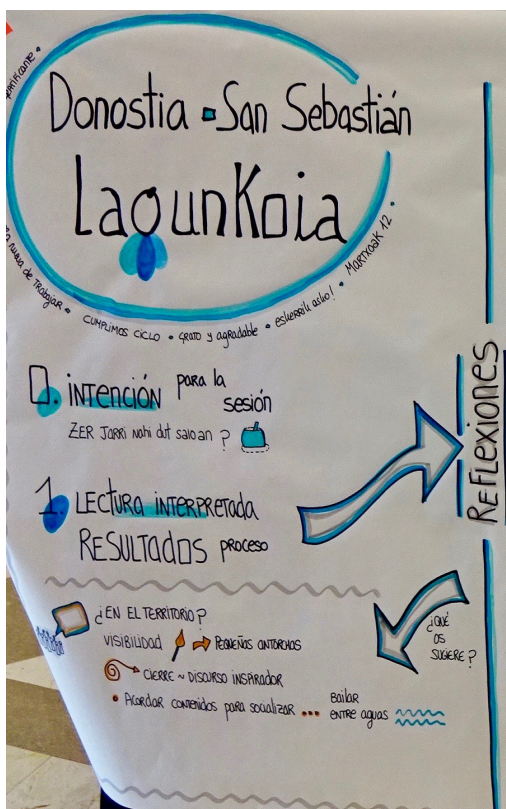 Donostia ▪ San Sebastián
LagunKoia
nueva de TRabajar • CUMPLIMOS CICLO • GRATO y agradable • eskerrik asko! • MARTXOAK 12 •
0. INTENCIÓN para la
sesión
ZER JARRI NAHi dut saioan ?
1. LECTURA INTERPRETADA
RESULTADOS PROCESO
REFLEXIONES
¿EN EL TERRITORIO?
VISIBILIDAD
PEQUEÑAS ANTORCHAS
CIERRE ~ DISCURSO INSPIRADOR
• Acordar contenidos para socializar ...
bailar
entre aguas
¿QUÉ
OS
SUGIERE?